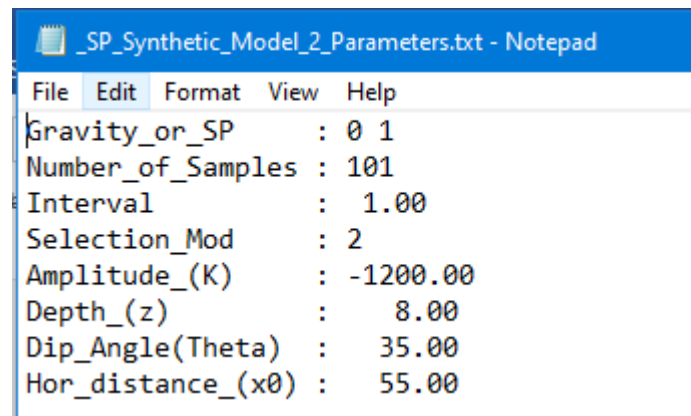 _SP_Synthetic_Model_2_Parameters.txt - Notepad
File Edit Format View Help
Gravity_or_SP : 0 1
Number_of_Samples : 101
Interval : 1.00
Selection_Mod : 2
Amplitude_(K) : -1200.00
Depth_(z) : 8.00
Dip_Angle(Theta) : 35.00
Hor_distance_(x0) : 55.00